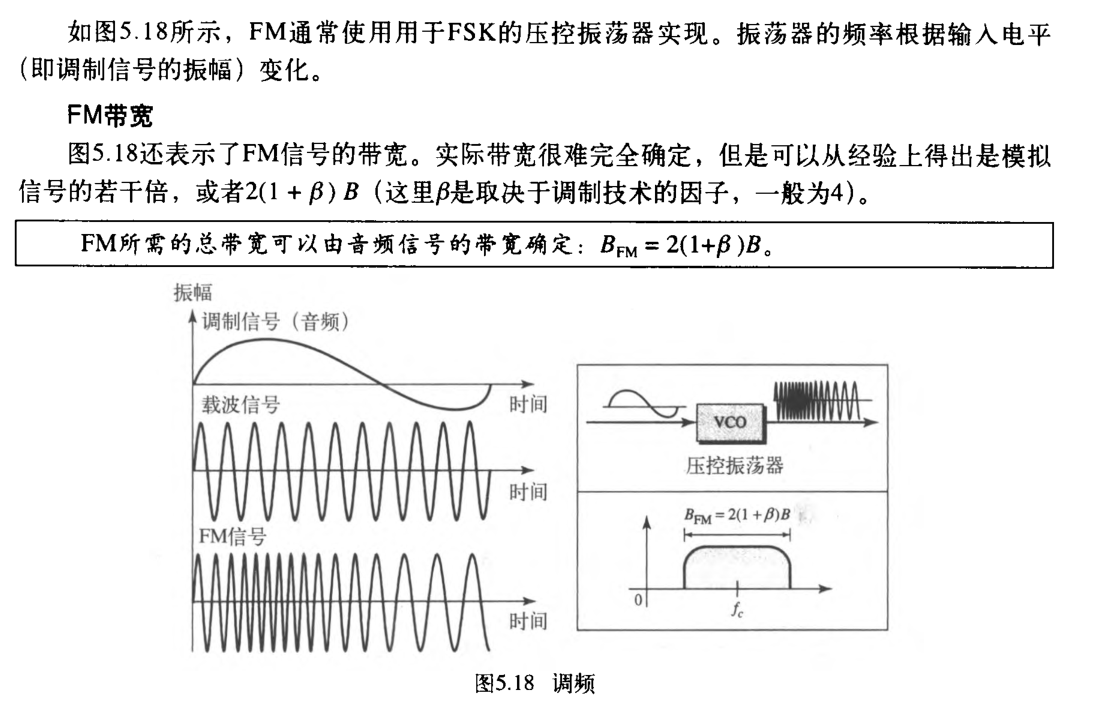 如图5.18所示，FM通常使用用于FSK的压控振荡器实现。振荡器的频率根据输入电平
（即调制信号的振幅）变化。
FM带宽
图5.18还表示了FM信号的带宽。实际带宽很难完全确定，但是可以从经验上得出是模拟
信号的若干倍，或者2(1 + β) B（这里β是取决于调制技术的因子，一般为4）。
FM所需的总带宽可以由音频信号的带宽确定：B_FM = 2(1+β)B。
振幅
调制信号（音频）
时间
载波信号
时间
FM信号
时间
VCO
压控振荡器
B_FM = 2(1 + β)B
0
f_c
图5.18 调频